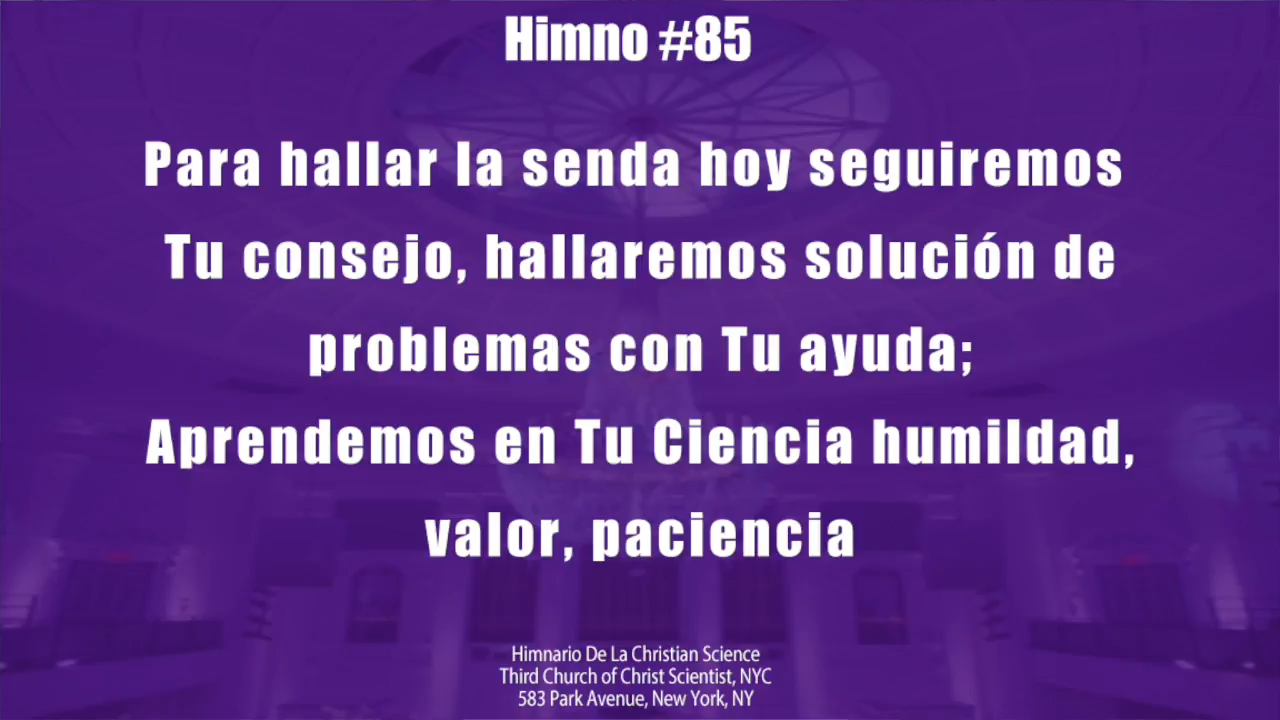 Himno #85
Para hallar la senda hoy seguiremos
Tu consejo, hallaremos solución de
problemas con Tu ayuda;
Aprendemos en Tu Ciencia humildad,
valor, paciencia
Himnario De La Christian Science
Third Church of Christ Scientist, NYC
583 Park Avenue, New York, NY